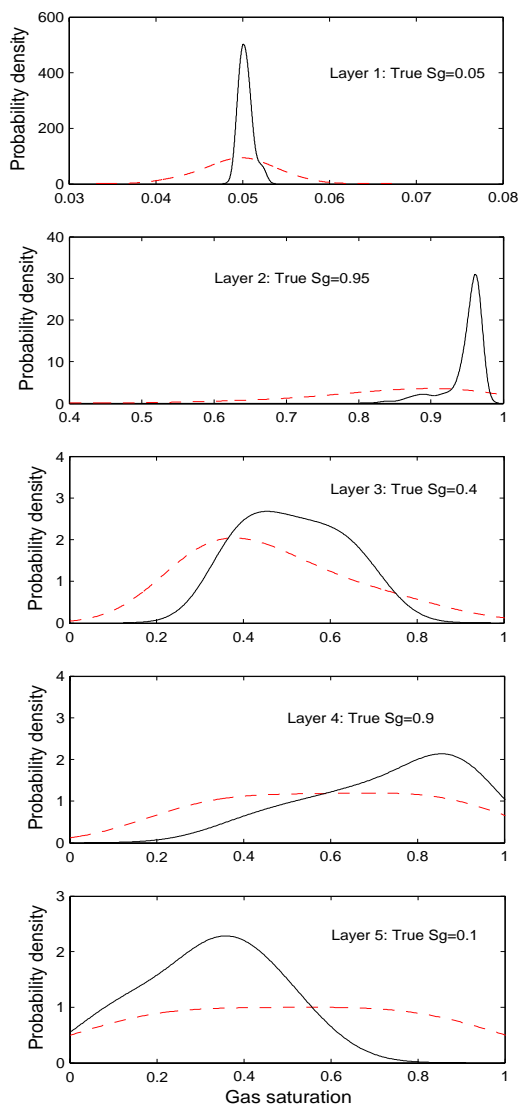 600
400
200
0
Probability density
Layer 1: True Sg=0.05
0.03 0.04 0.05 0.06 0.07 0.08
40
30
20
10
0
Probability density
Layer 2: True Sg=0.95
0.4 0.5 0.6 0.7 0.8 0.9 1
4
3
2
1
0
Probability density
Layer 3: True Sg=0.4
0 0.2 0.4 0.6 0.8 1
4
3
2
1
0
Probability density
Layer 4: True Sg=0.9
0 0.2 0.4 0.6 0.8 1
3
2
1
0
Probability density
Layer 5: True Sg=0.1
0 0.2 0.4 0.6 0.8 1
Gas saturation